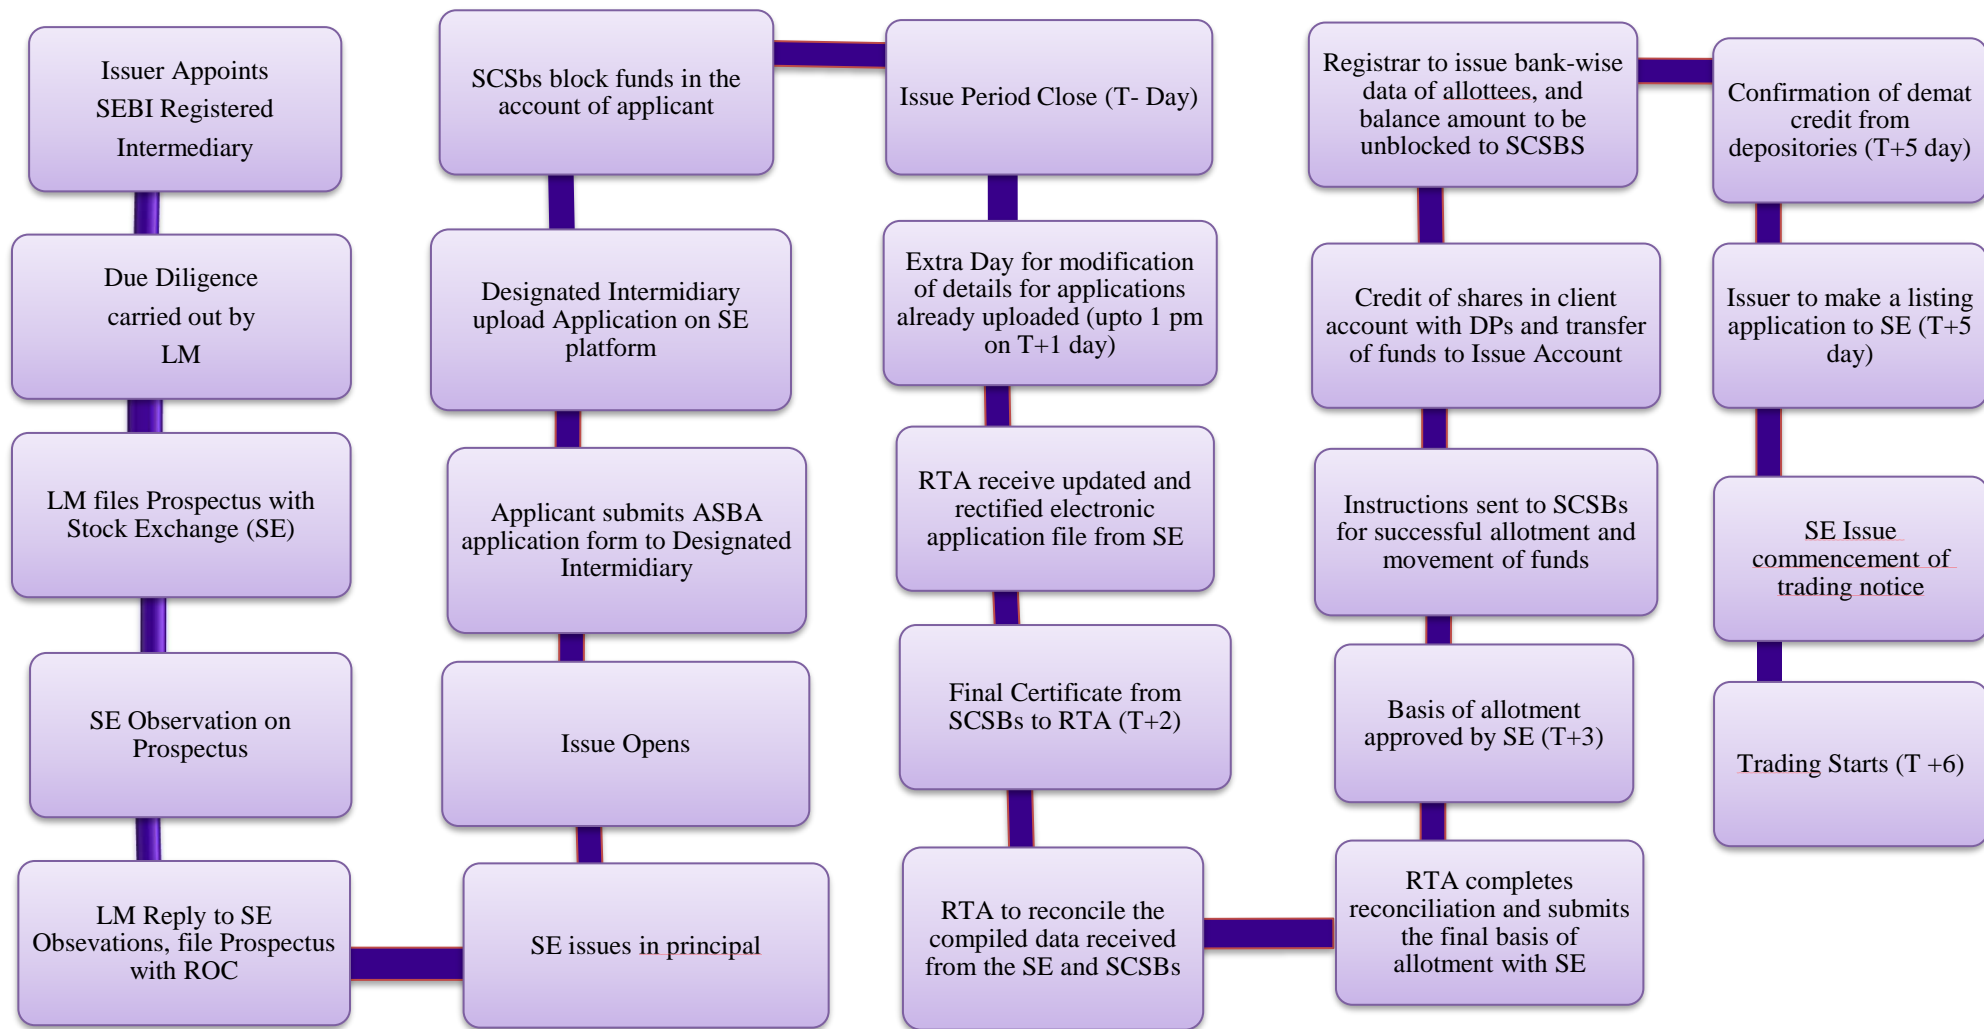 Issuer Appoints
SEBI Registered
Intermediary
Due Diligence
carried out by
LM
LM files Prospectus with
Stock Exchange (SE)
SE Observation on
Prospectus
LM Reply to SE
Obsevations, file Prospectus
with ROC
SE issues in principal
Issue Opens
Applicant submits ASBA
application form to Designated
Intermidiary
Designated Intermidiary
upload Application on SE
platform
SCSbs block funds in the
account of applicant
Issue Period Close (T- Day)
Extra Day for modification
of details for applications
already uploaded (upto 1 pm
on T+1 day)
RTA receive updated and
rectified electronic
application file from SE
Final Certificate from
SCSBs to RTA (T+2)
RTA to reconcile the
compiled data received
from the SE and SCSBs
RTA completes
reconciliation and submits
the final basis of
allotment with SE
Basis of allotment
approved by SE (T+3)
Instructions sent to SCSBs
for successful allotment and
movement of funds
Credit of shares in client
account with DPs and transfer
of funds to Issue Account
Registrar to issue bank-wise
data of allottees, and
balance amount to be
unblocked to SCSBS
Confirmation of demat
credit from
depositories (T+5 day)
Issuer to make a listing
application to SE (T+5
day)
SE Issue
commencement of
trading notice
Trading Starts (T +6)